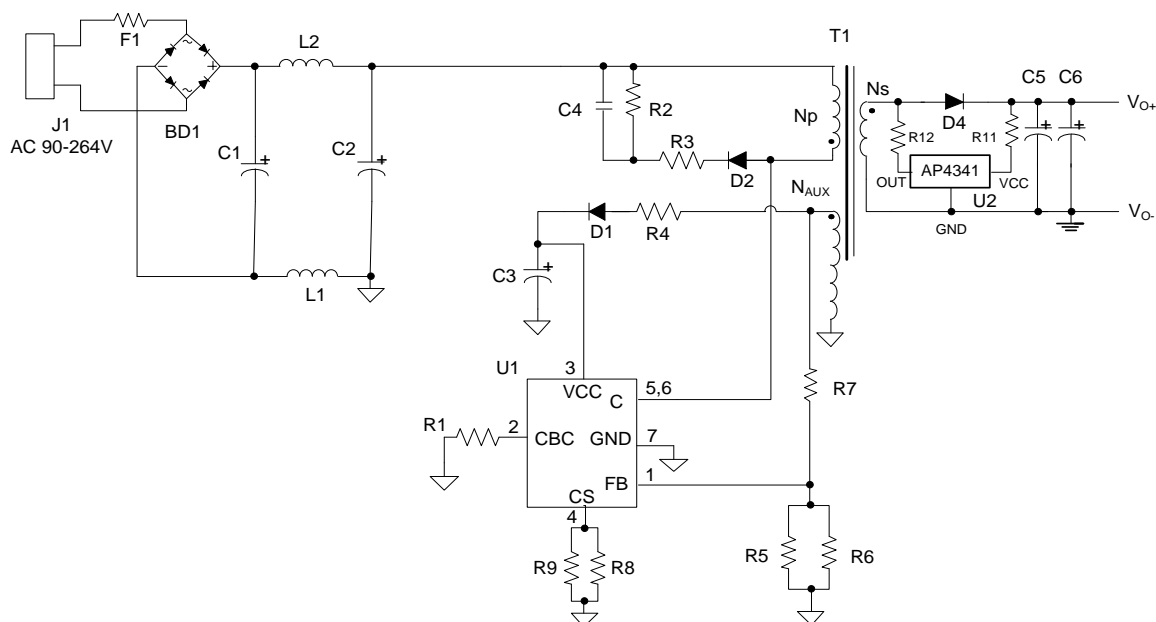 F1
J1
AC 90-264V
BD1
~
~
-
+
L2
C1
+
C2
+
L1
C4
R2
R3
D2
T1
Np
NAUX
Ns
D4
C5
C6
+
+
VO+
VO-
R12
R11
OUT
AP4341
VCC
U2
GND
D1
R4
C3
+
U1
3
VCC
5,6
C
R1
2
CBC
GND
7
FB
1
CS
4
R7
R9
R8
R5
R6